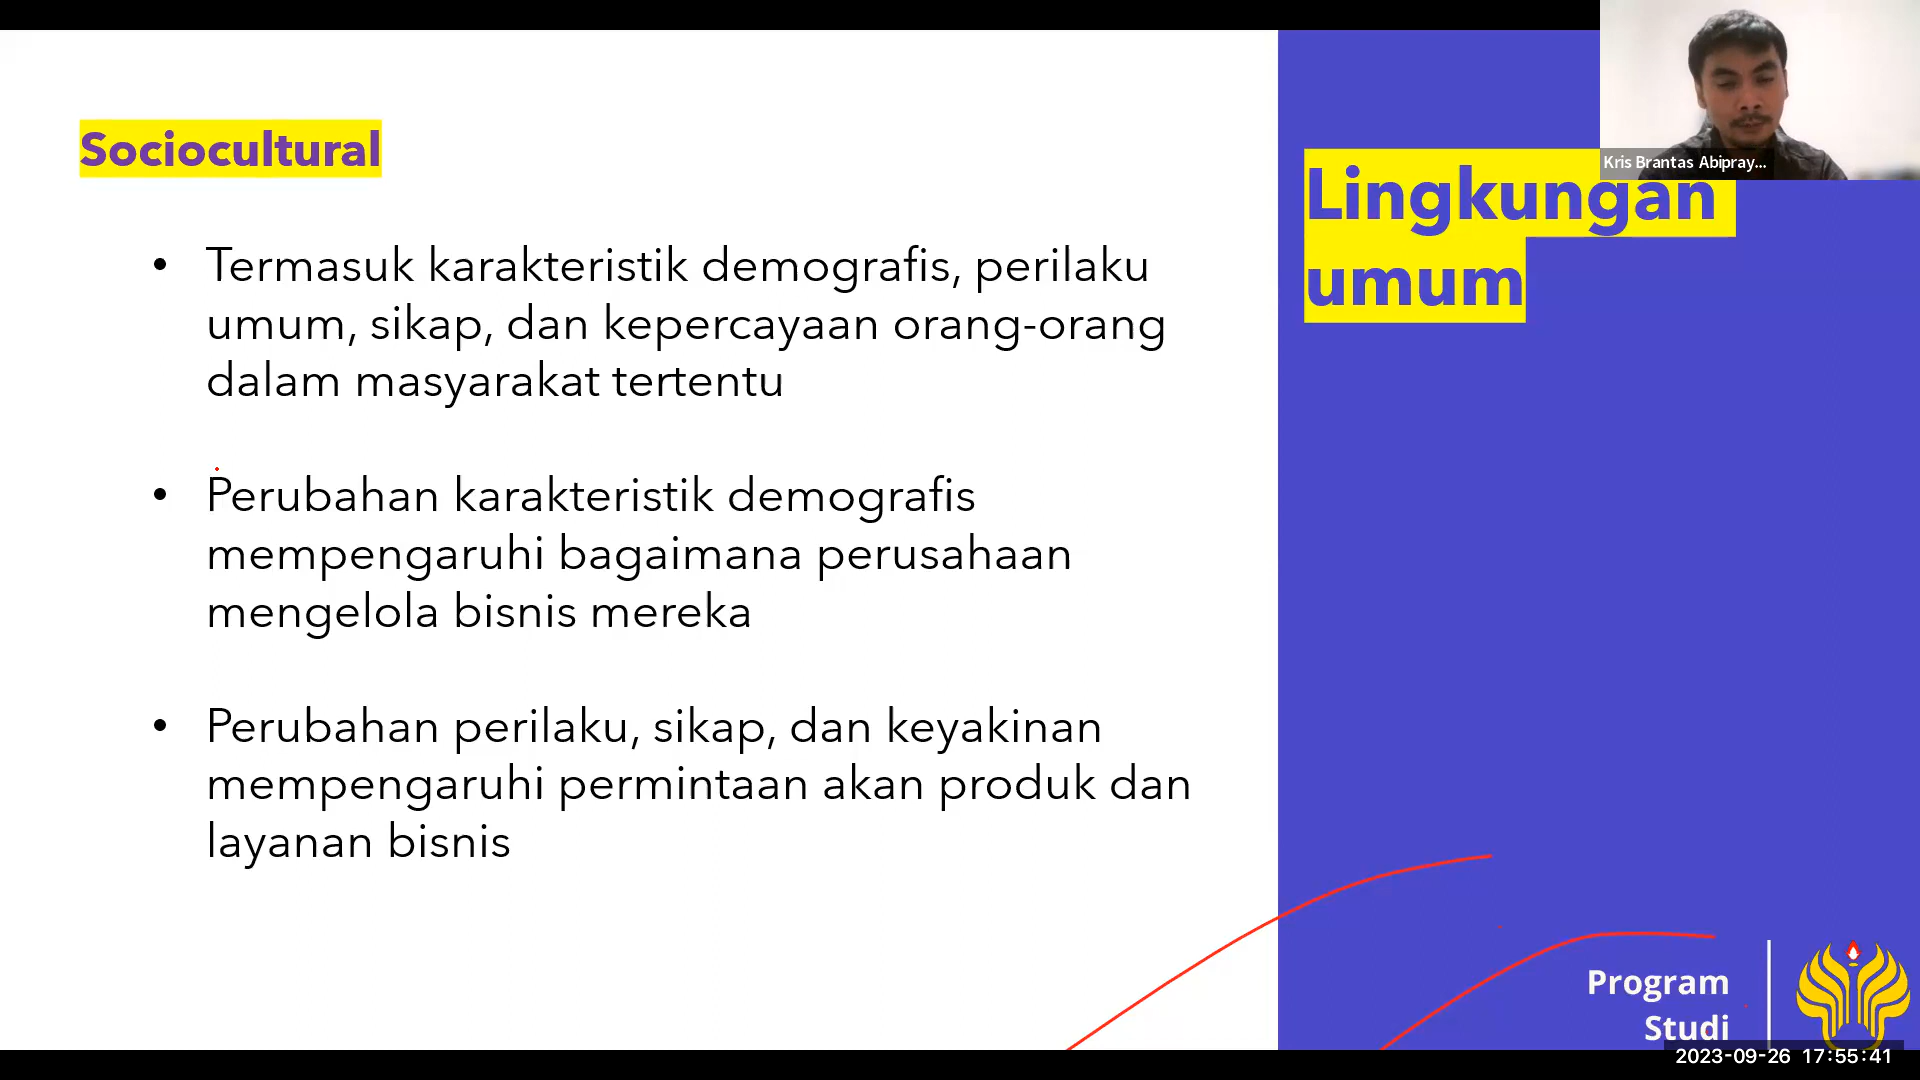 Sociocultural
• Termasuk karakteristik demografis, perilaku
umum, sikap, dan kepercayaan orang-orang
dalam masyarakat tertentu
• Perubahan karakteristik demografis
mempengaruhi bagaimana perusahaan
mengelola bisnis mereka
• Perubahan perilaku, sikap, dan keyakinan
mempengaruhi permintaan akan produk dan
layanan bisnis
Kris Brantas Abipray...
Lingkungan
umum
Program
Studi
2023-09-26 17:55:41